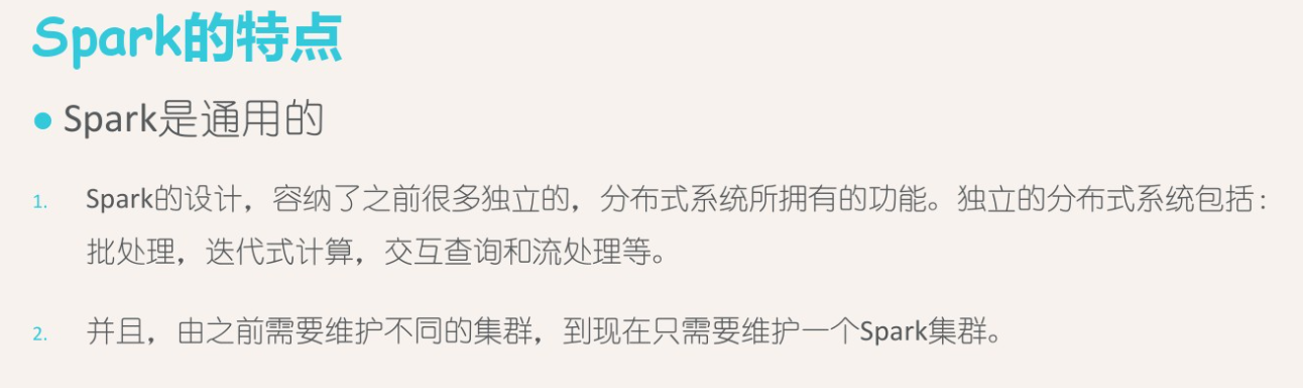 Spark的特点
● Spark是通用的
1. Spark的设计，容纳了之前很多独立的，分布式系统所拥有的功能。独立的分布式系统包括：
批处理，迭代式计算，交互查询和流处理等。
2. 并且，由之前需要维护不同的集群，到现在只需要维护一个Spark集群。